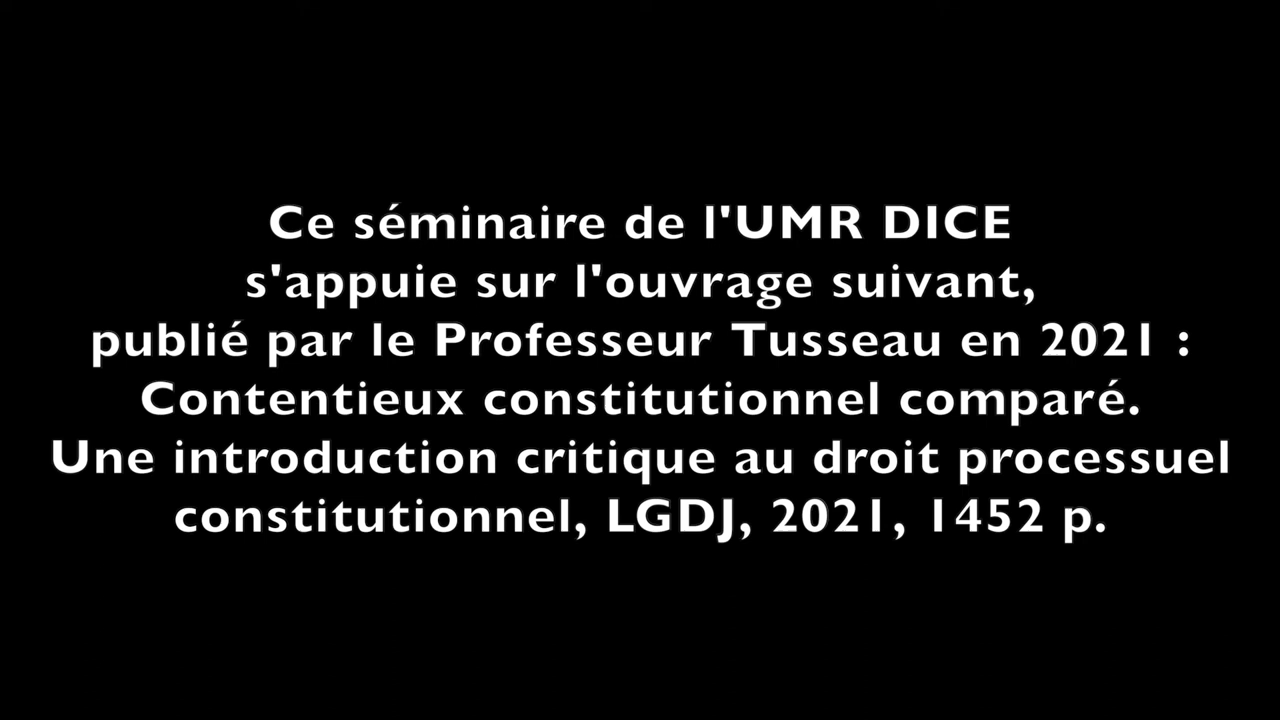 Ce séminaire de l'UMR DICE
s'appuie sur l'ouvrage suivant,
publié par le Professeur Tusseau en 2021 :
Contentieux constitutionnel comparé.
Une introduction critique au droit processuel
constitutionnel, LGDJ, 2021, 1452 p.